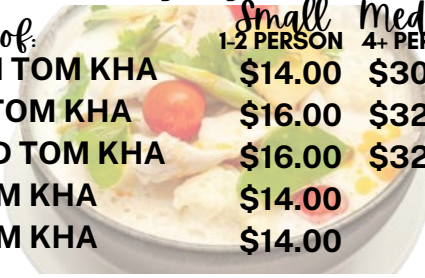 of: Small Med
1-2 PERSON 4+ PER
TOM KHA $14.00 $30
TOM KHA $16.00 $32
TOM KHA $16.00 $32
M KHA $14.00
M KHA $14.00